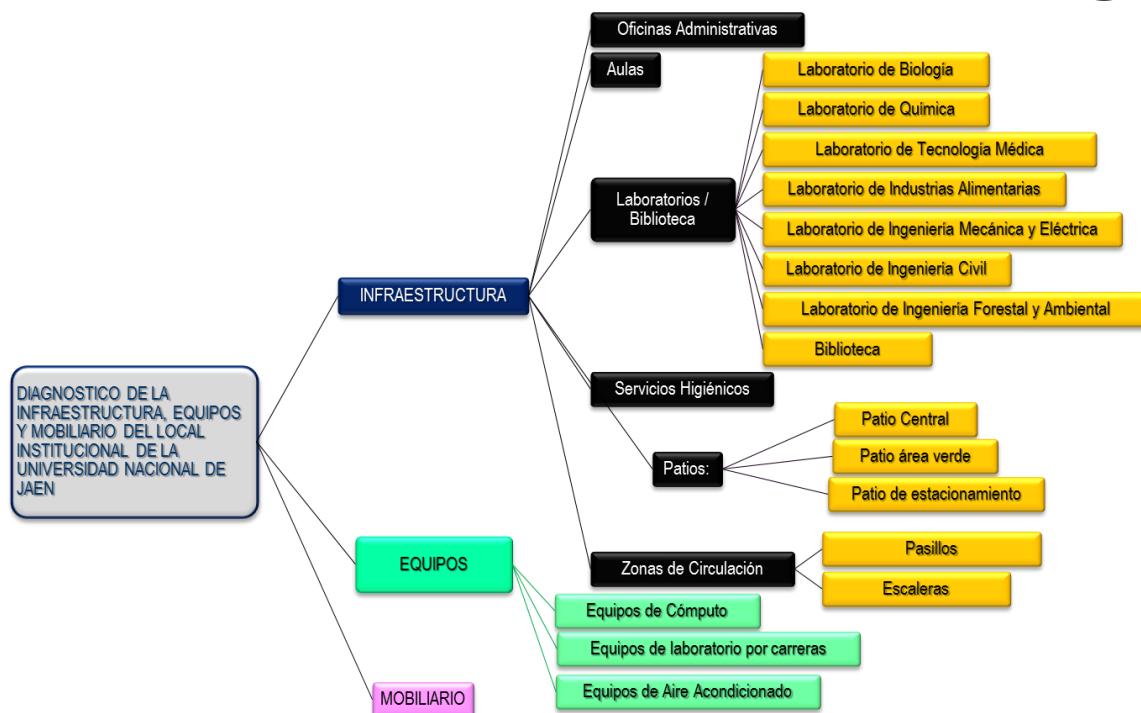 DIAGNOSTICO DE LA
INFRAESTRUCTURA, EQUIPOS
Y MOBILIARIO DEL LOCAL
INSTITUCIONAL DE LA
UNIVERSIDAD NACIONAL DE
JAEN
INFRAESTRUCTURA
Oficinas Administrativas
Aulas
Laboratorios /
Biblioteca
Laboratorio de Biología
Laboratorio de Química
Laboratorio de Tecnología Médica
Laboratorio de Industrias Alimentarias
Laboratorio de Ingeniería Mecánica y Eléctrica
Laboratorio de Ingeniería Civil
Laboratorio de Ingeniería Forestal y Ambiental
Biblioteca
Servicios Higiénicos
Patios:
Patio Central
Patio área verde
Patio de estacionamiento
Zonas de Circulación
Pasillos
Escaleras
EQUIPOS
Equipos de Cómputo
Equipos de laboratorio por carreras
Equipos de Aire Acondicionado
MOBILIARIO